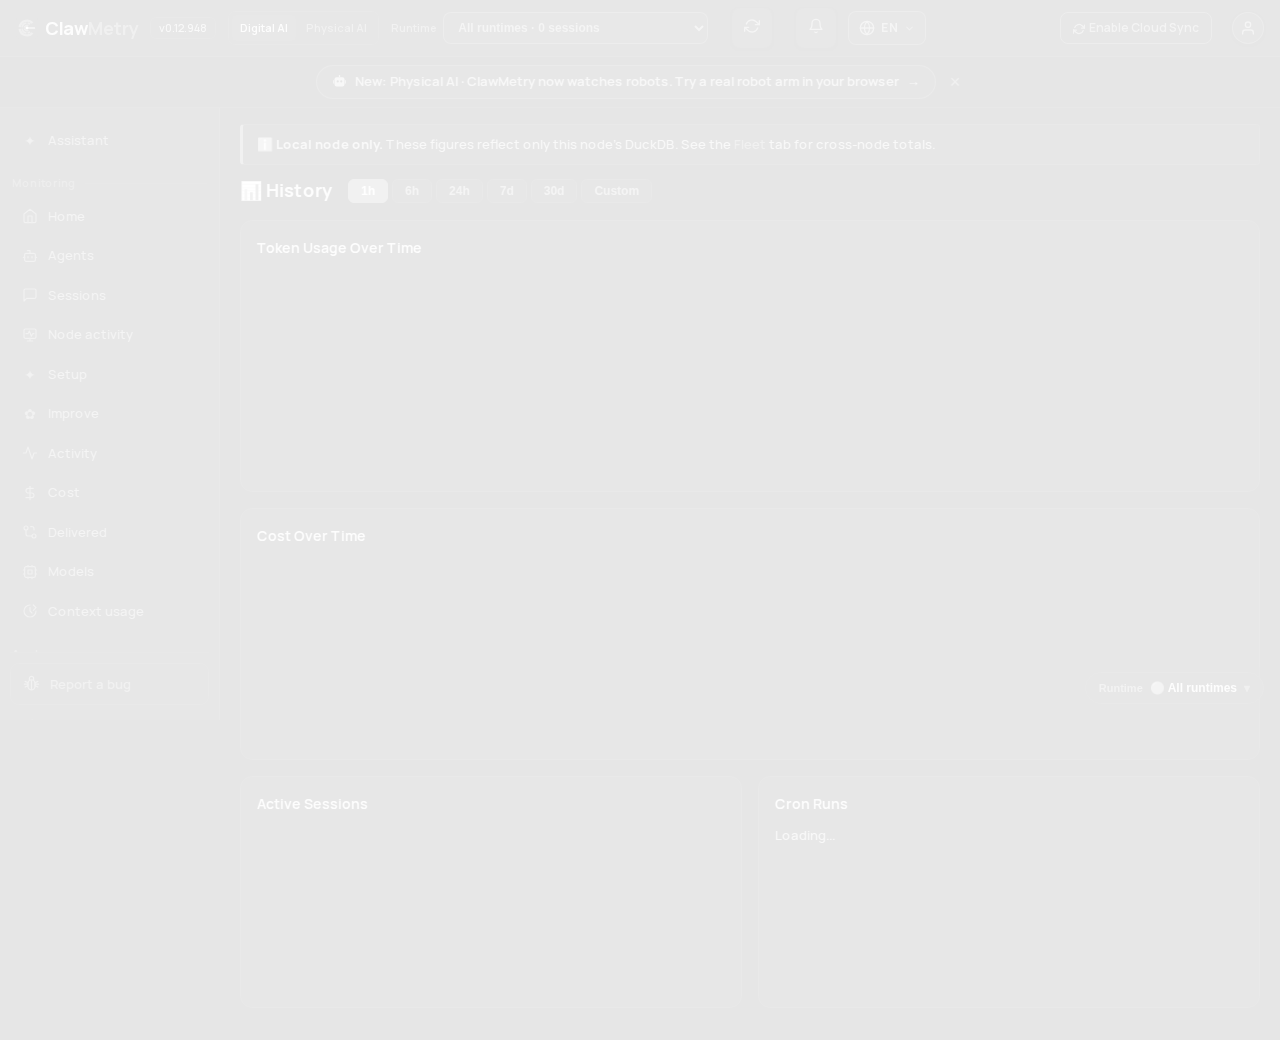 ClawMetry v0.12.948 Digital AI Physical AI Runtime All runtimes - 0 sessions EN Enable Cloud Sync
New: Physical AI · ClawMetry now watches robots. Try a real robot arm in your browser → ×
Assistant
Monitoring
Home
Agents
Sessions
Node activity
Setup
Improve
Activity
Cost
Delivered
Models
Context usage
Report a bug
Local node only. These figures reflect only this node's DuckDB. See the Fleet tab for cross-node totals.
History 1h 6h 24h 7d 30d Custom
Token Usage Over Time
Cost Over Time
Runtime All runtimes ▾
Active Sessions
Cron Runs
Loading...